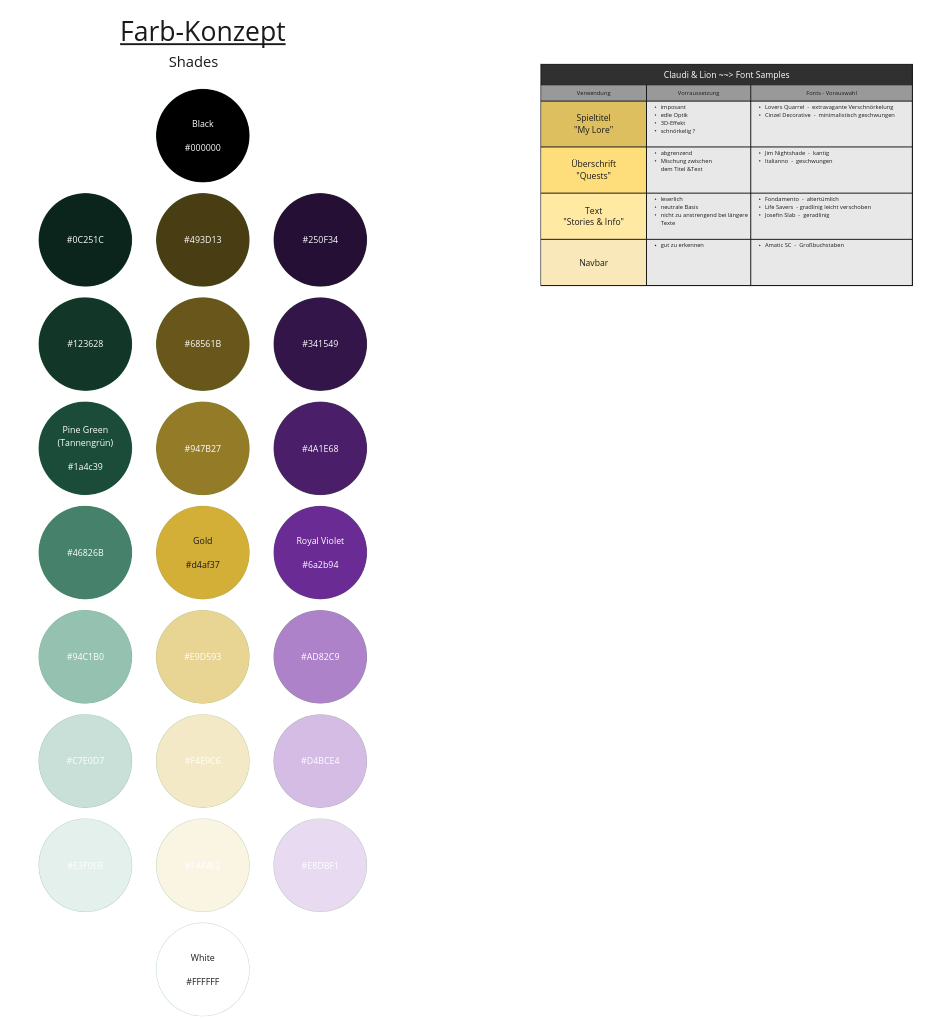 Farb-Konzept
Shades
Black
#000000
#0C251C
#493D13
#250F34
#123628
#68561B
#341549
Pine Green
(Tannengrün)
#1a4c39
#947B27
#4A1E68
#46826B
Gold
#d4af37
Royal Violet
#6a2b94
#94C1B0
#E9D593
#AD82C9
#C7E0D7
#F4E9C6
#D4BCE4
#E8DBF1
White
#FFFFFF
Claudi & Lion ~~> Font Samples
Verwendung
Vorraussetzung
Fonts - Vorauswahl
Spieltitel
"My Lore"
• imposant
• edle Optik
• 3D-Effekt
• schnörkelig ?
• Lovers Quarrel - extravagante Verschnörkelung
• Cinzel Decorative - minimalistisch geschwungen
Überschrift
"Quests"
• abgrenzend
• Mischung zwischen
dem Titel &Text
• Jim Nightshade - kantig
• Italianno - geschwungen
Text
"Stories & Info"
• leserlich
• neutrale Basis
• nicht zu anstrengend bei längere
Texte
• Fondamento - altertümlich
• Life Savers - gradlinig leicht verschoben
• Josefin Slab - geradlinig
Navbar
• gut zu erkennen
• Amatic SC - Großbuchstaben